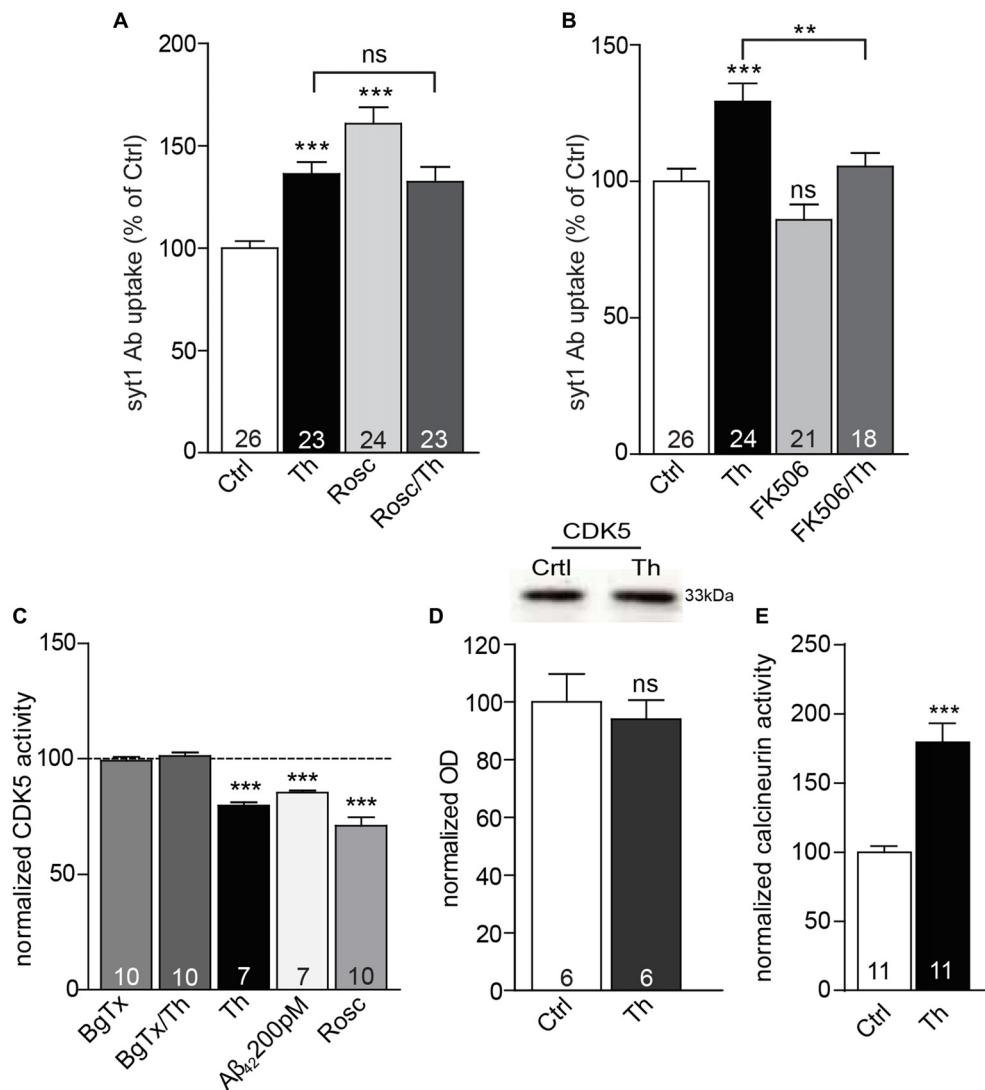 A
syt1 Ab uptake (% of Ctrl)
200
150
100
50
0
ns
***
***
26
23
24
23
Ctrl
Th
Rosc
Rosc/Th
B
syt1 Ab uptake (% of Ctrl)
150
100
50
0
**
***
ns
26
24
21
18
Ctrl
Th
FK506
FK506/Th
C
normalized CDK5 activity
150
100
50
0
***
***
***
10
10
7
7
10
BgTx
BgTx/Th
Th
Aβ₄₂200pM
Rosc
CDK5
Crtl Th
33kDa
D
normalized OD
120
100
80
60
40
20
0
ns
6
6
Ctrl
Th
E
normalized calcineurin activity
250
200
150
100
50
0
***
11
11
Ctrl
Th